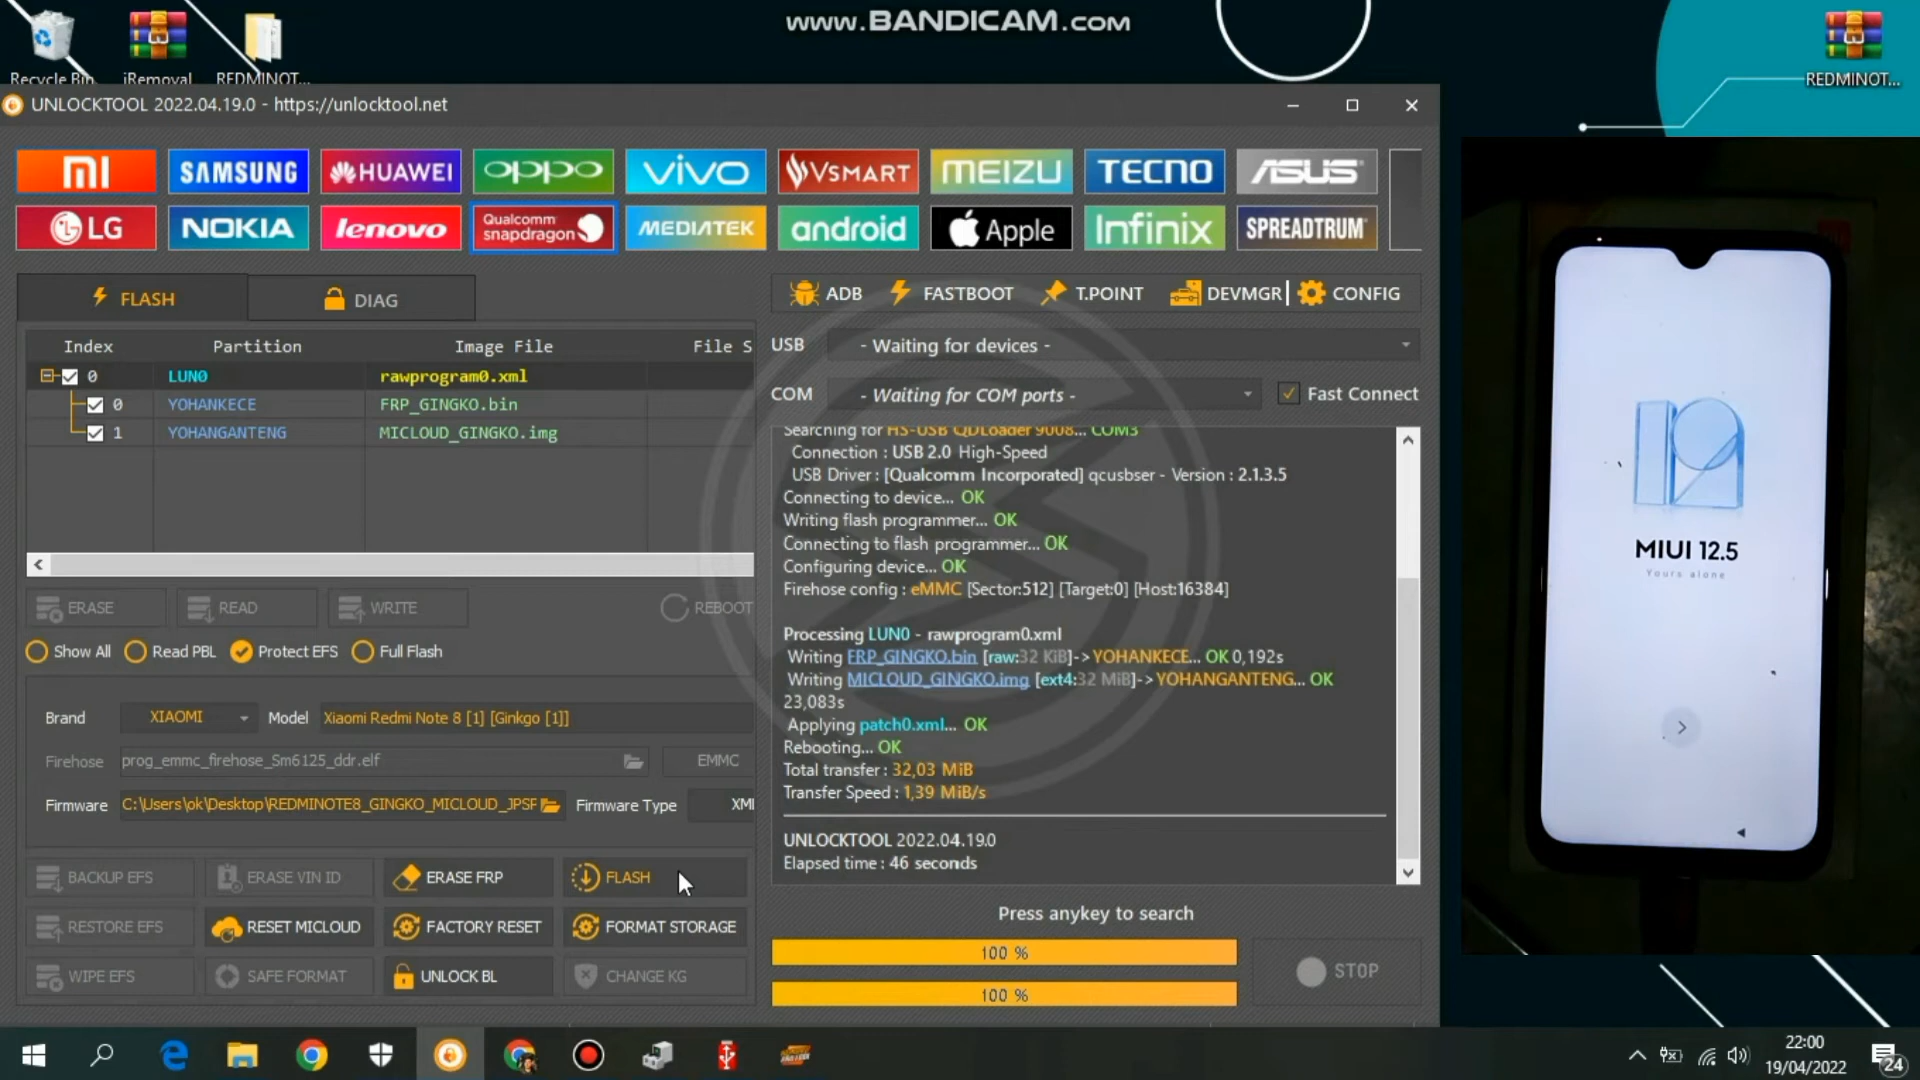 www.BANDICAM.com
Recycle Bin
iRemoval
REDMINOT...
REDMINOT...
UNLOCKTOOL 2022.04.19.0 - https://unlocktool.net
MI
SAMSUNG
HUAWEI
oppo
vivo
VSMART
MEIZU
TECNO
ASUS
LG
NOKIA
lenovo
Qualcomm snapdragon
MEDIATEK
android
Apple
Infinix
SPREADTRUM
FLASH
DIAG
ADB
FASTBOOT
T.POINT
DEVMGR
CONFIG
Index Partition Image File File S
0 LUN0 rawprogram0.xml
0 YOHANKECE FRP_GINGKO.bin
1 YOHANGANTENG MICLOUD_GINGKO.img
USB - Waiting for devices -
COM - Waiting for COM ports - Fast Connect
Searching for HS-USB QDLoader 9008... COM3
Connection : USB 2.0 High-Speed
USB Driver : [Qualcomm Incorporated] qcusbser - Version : 2.1.3.5
Connecting to device... OK
Writing flash programmer... OK
Connecting to flash programmer... OK
Configuring device... OK
Firehose config : eMMC [Sector:512] [Target:0] [Host:16384]
Processing LUN0 - rawprogram0.xml
Writing FRP_GINGKO.bin [raw:32 KiB]-> YOHANKECE... OK 0,192s
Writing MICLOUD_GINGKO.img [ext4:32 MiB]-> YOHANGANTENG... OK
23,083s
Applying patch0.xml... OK
Rebooting... OK
Total transfer : 32,03 MiB
Transfer Speed : 1,39 MiB/s
UNLOCKTOOL 2022.04.19.0
Elapsed time : 46 seconds
ERASE
READ
WRITE
REBOOT
Show All
Read PBL
Protect EFS
Full Flash
Brand XIAOMI Model Xiaomi Redmi Note 8 [1] [Ginkgo [1]]
Firehose prog_emmc_firehose_Sm6125_ddr.elf EMMC
Firmware C:\Users\ok\Desktop\REDMINOTE8_GINGKO_MICLOUD_JPSF Firmware Type XML
BACKUP EFS
ERASE VIN ID
ERASE FRP
FLASH
RESTORE EFS
RESET MICLOUD
FACTORY RESET
FORMAT STORAGE
WIPE EFS
SAFE FORMAT
UNLOCK BL
CHANGE KG
Press anykey to search
100 %
100 %
STOP
MIUI 12.5
Yours alone
22:00
19/04/2022
24